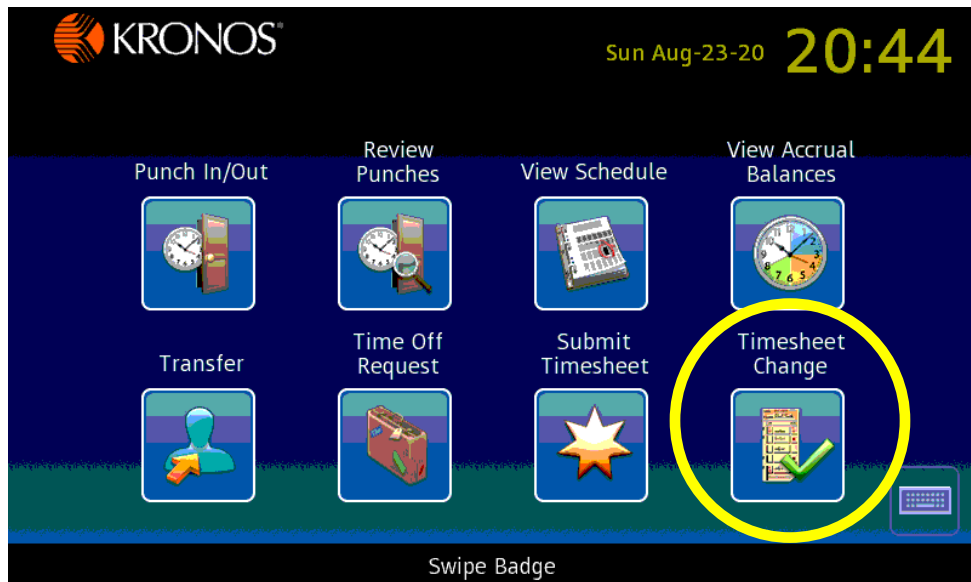 KRONOS
Sun Aug-23-20 20:44
Punch In/Out
Review
Punches
View Schedule
View Accrual
Balances
Transfer
Time Off
Request
Submit
Timesheet
Timesheet
Change
Swipe Badge